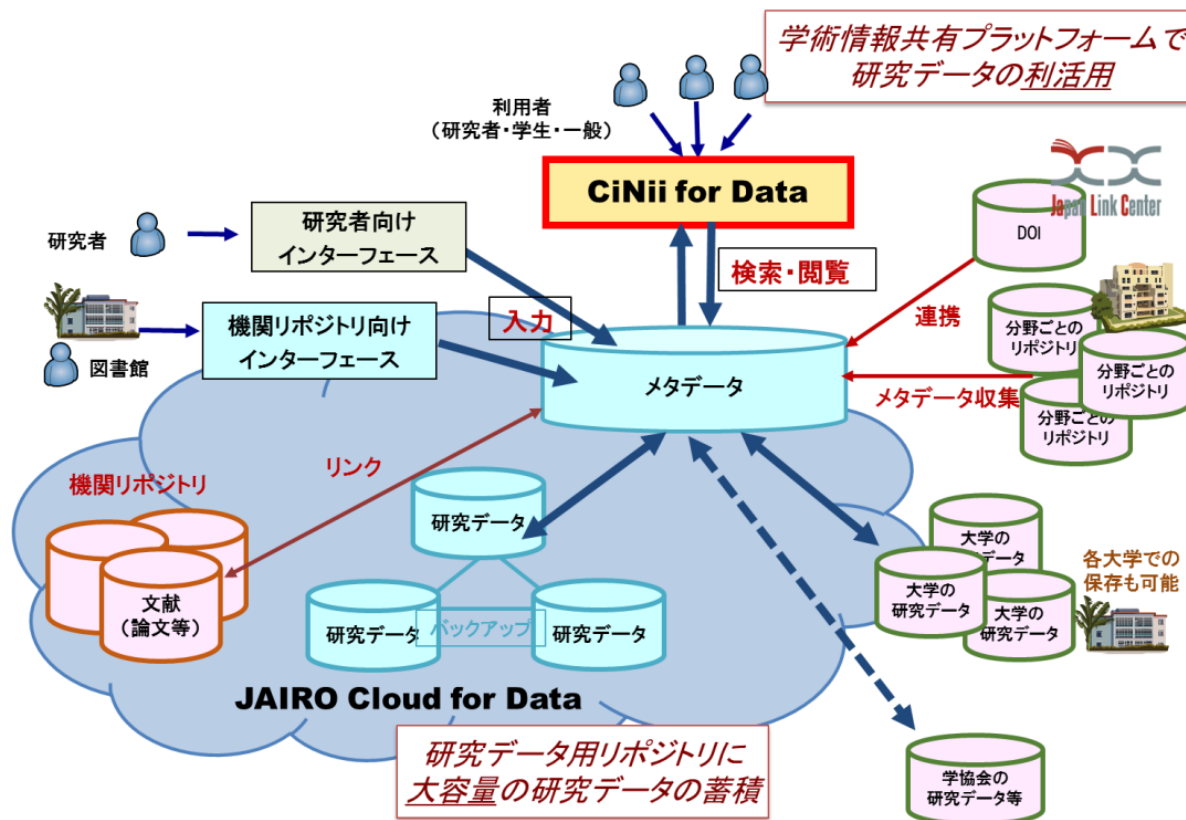 学術情報共有プラットフォームで
研究データの利活用
利用者
（研究者・学生・一般）
CiNii for Data
Japan Link Center
DOI
研究者
研究者向け
インターフェース
検索・閲覧
入力
連携
機関リポジトリ向け
インターフェース
図書館
メタデータ
分野ごとの
リポジトリ
分野ごとの
リポジトリ
分野ごとの
リポジトリ
メタデータ収集
リンク
機関リポジトリ
文献
（論文等）
研究データ
研究データ
バックアップ
研究データ
大学の
データ
大学の
研究データ
大学の
研究データ
各大学での
保存も可能
JAIRO Cloud for Data
研究データ用リポジトリに
大容量の研究データの蓄積
学協会の
研究データ等